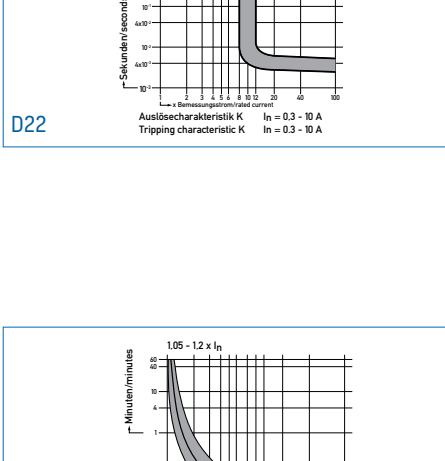 Sekunden/seconds
10⁻¹
4x10⁻²
10⁻²
4x10⁻³
10⁻³
1 2 3 4 5 6 8 10 12 20 40 100
x Bemessungsstrom/rated current
D22
Auslösecharakteristik K In = 0,3 - 10 A
Tripping characteristic K In = 0.3 - 10 A
1,05 - 1,2 x In
Minuten/minutes
60
40
10
4
1